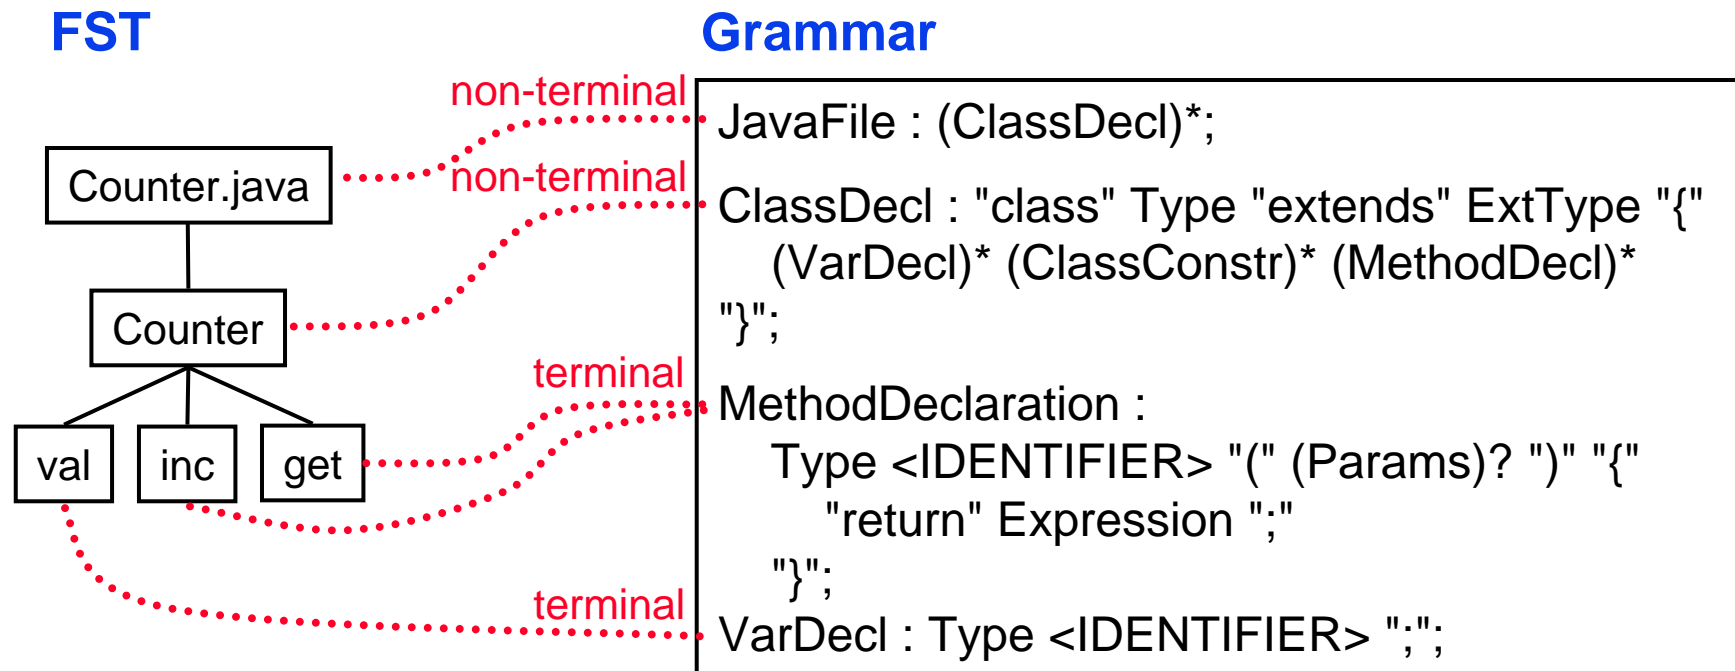 FST
Grammar
non-terminal
JavaFile : (ClassDecl)*;
Counter.java
non-terminal
ClassDecl : "class" Type "extends" ExtType "{"
(VarDecl)* (ClassConstr)* (MethodDecl)*
"}";
Counter
terminal
MethodDeclaration :
val
inc
get
Type <IDENTIFIER> "(" (Params)? ")" "{"
"return" Expression ";"
"}";
terminal
VarDecl : Type <IDENTIFIER> ";";